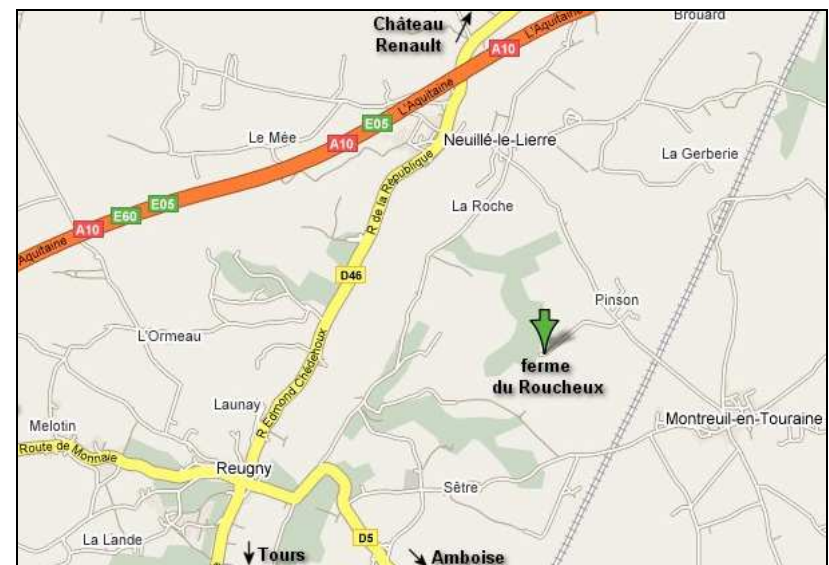 Château
Renault
Brouard
A10
L'Aquitaine
L'Aquitaine
E05
A10
Le Mée
Neuillé-le-Lierre
La Gerberie
R de la République
La Roche
E05
E60
A10
Aquitaine
D46
Pinson
L'Ormeau
ferme
du Roucheux
R Edmond Chédehoux
Launay
Montreuil-en-Touraine
Melotin
Route de Monnaie
Reugny
Sêtre
La Lande
D5
Tours
Amboise